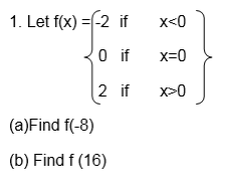 1. Let f(x) = -2 if x<0
0 if x=0
2 if x>0
(a)Find f(-8)
(b) Find f (16)